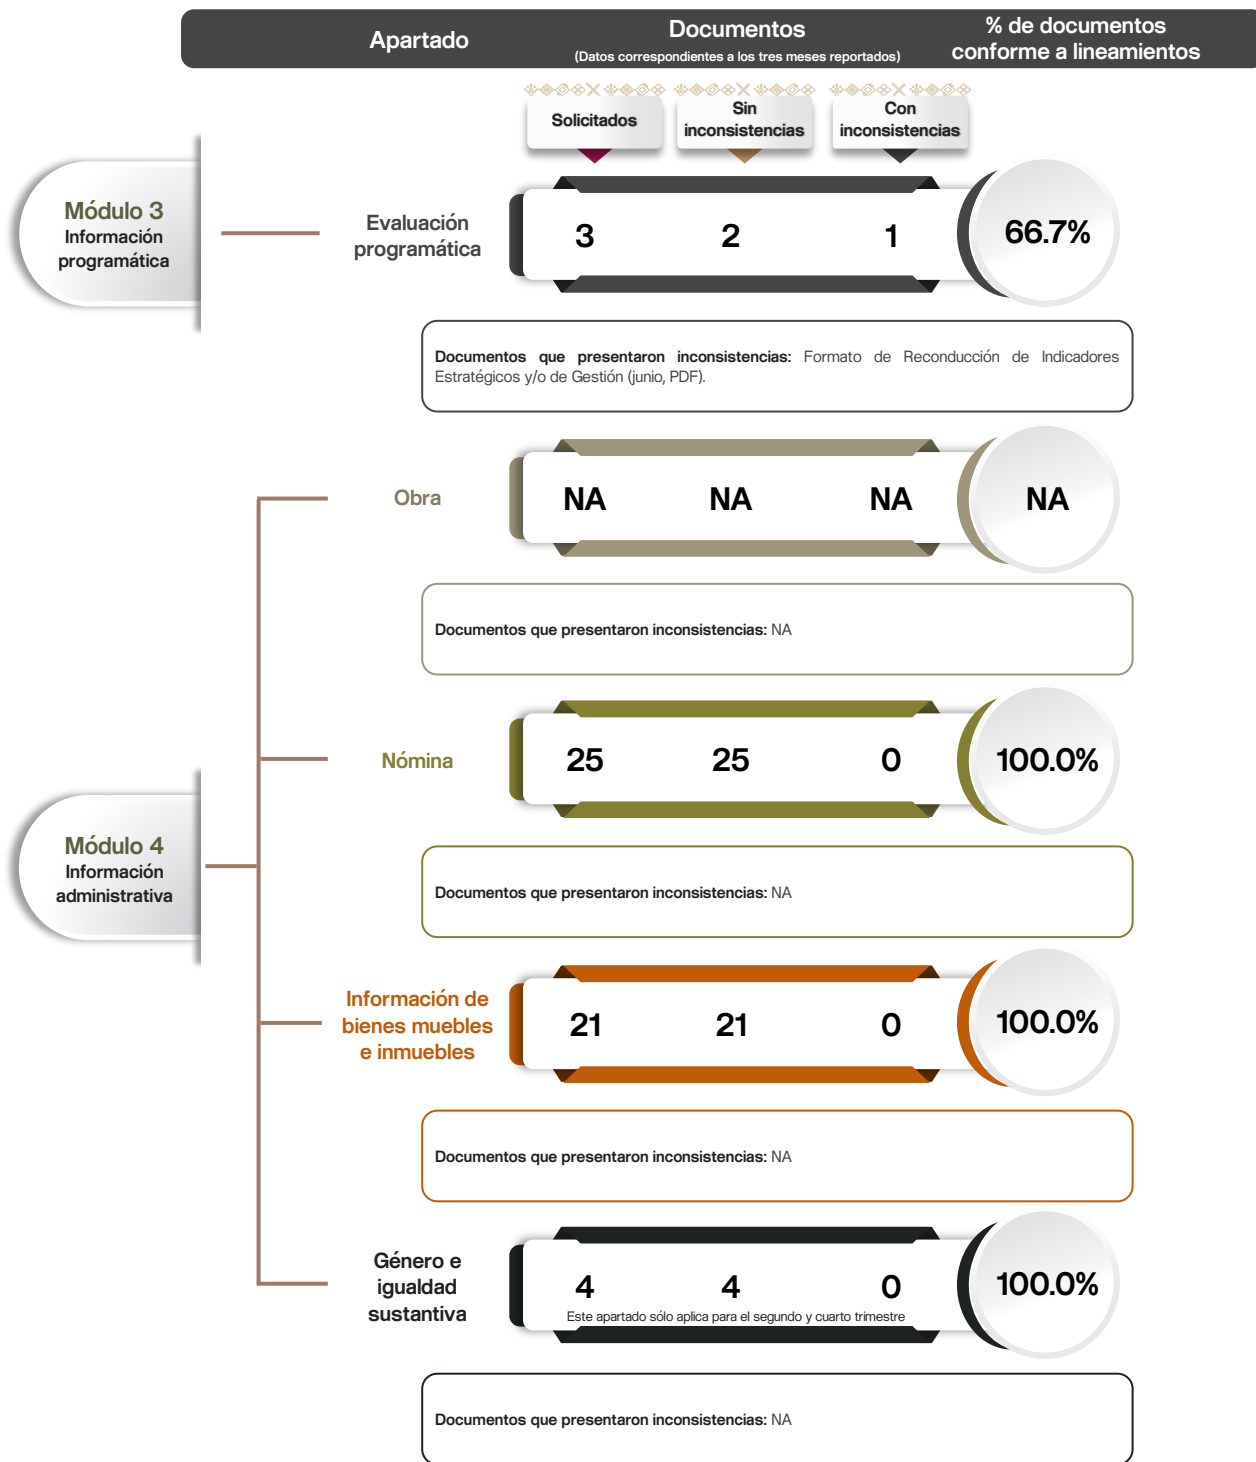 Apartado
Documentos
(Datos correspondientes a los tres meses reportados)
% de documentos
conforme a lineamientos
Solicitados
Sin
inconsistencias
Con
inconsistencias
Módulo 3
Información
programática
Evaluación
programática
3 2 1 66.7%
Documentos que presentaron inconsistencias: Formato de Reconducción de Indicadores
Estratégicos y/o de Gestión (junio, PDF).
Obra
NA NA NA NA
Documentos que presentaron inconsistencias: NA
Nómina
25 25 0 100.0%
Documentos que presentaron inconsistencias: NA
Módulo 4
Información
administrativa
Información de
bienes muebles
e inmuebles
21 21 0 100.0%
Documentos que presentaron inconsistencias: NA
Género e
igualdad
sustantiva
4 4 0 100.0%
Este apartado sólo aplica para el segundo y cuarto trimestre
Documentos que presentaron inconsistencias: NA